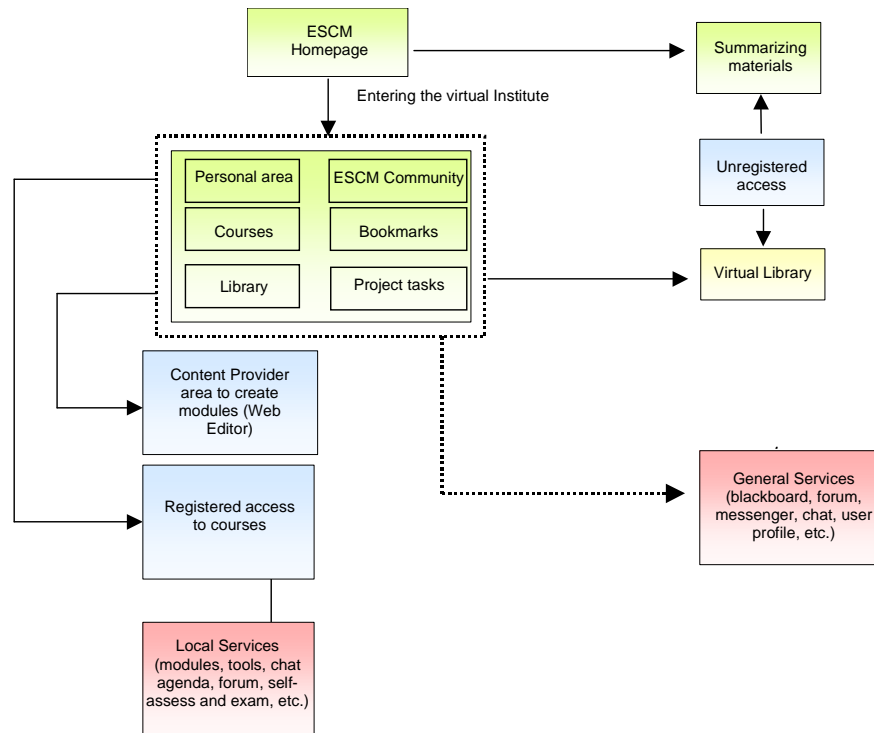 ESCM
Homepage
Summarizing
materials
Entering the virtual Institute
Personal area
ESCM Community
Unregistered
access
Courses
Bookmarks
Library
Project tasks
Virtual Library
Content Provider
area to create
modules (Web
Editor)
Registered access
to courses
General Services
(blackboard, forum,
messenger, chat, user
profile, etc.)
Local Services
(modules, tools, chat
agenda, forum, self-
assess and exam, etc.)